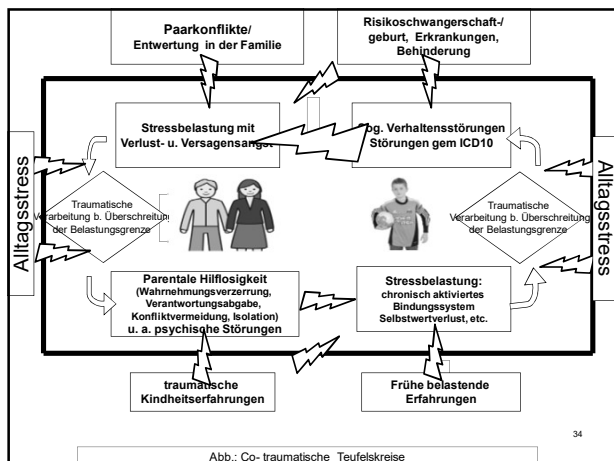 Paarkonflikte/
Entwertung in der Familie
Risikoschwangerschaft-/
geburt, Erkrankungen,
Behinderung
Stressbelastung mit
Verlust- u. Versagensangst
Sog. Verhaltensstörungen
Störungen gem ICD10
Alltagsstress
Traumatische
Verarbeitung b. Überschreitung
der Belastungsgrenze
Traumatische
Verarbeitung b. Überschreitung
der Belastungsgrenze
Alltagsstress
Parentale Hilflosigkeit
(Wahrnehmungsverzerrung,
Verantwortungsabgabe,
Konfliktvermeidung, Isolation)
u. a. psychische Störungen
Stressbelastung:
chronisch aktiviertes
Bindungssystem
Selbstwertverlust, etc.
traumatische
Kindheitserfahrungen
Frühe belastende
Erfahrungen
34
Abb.: Co- traumatische Teufelskreise